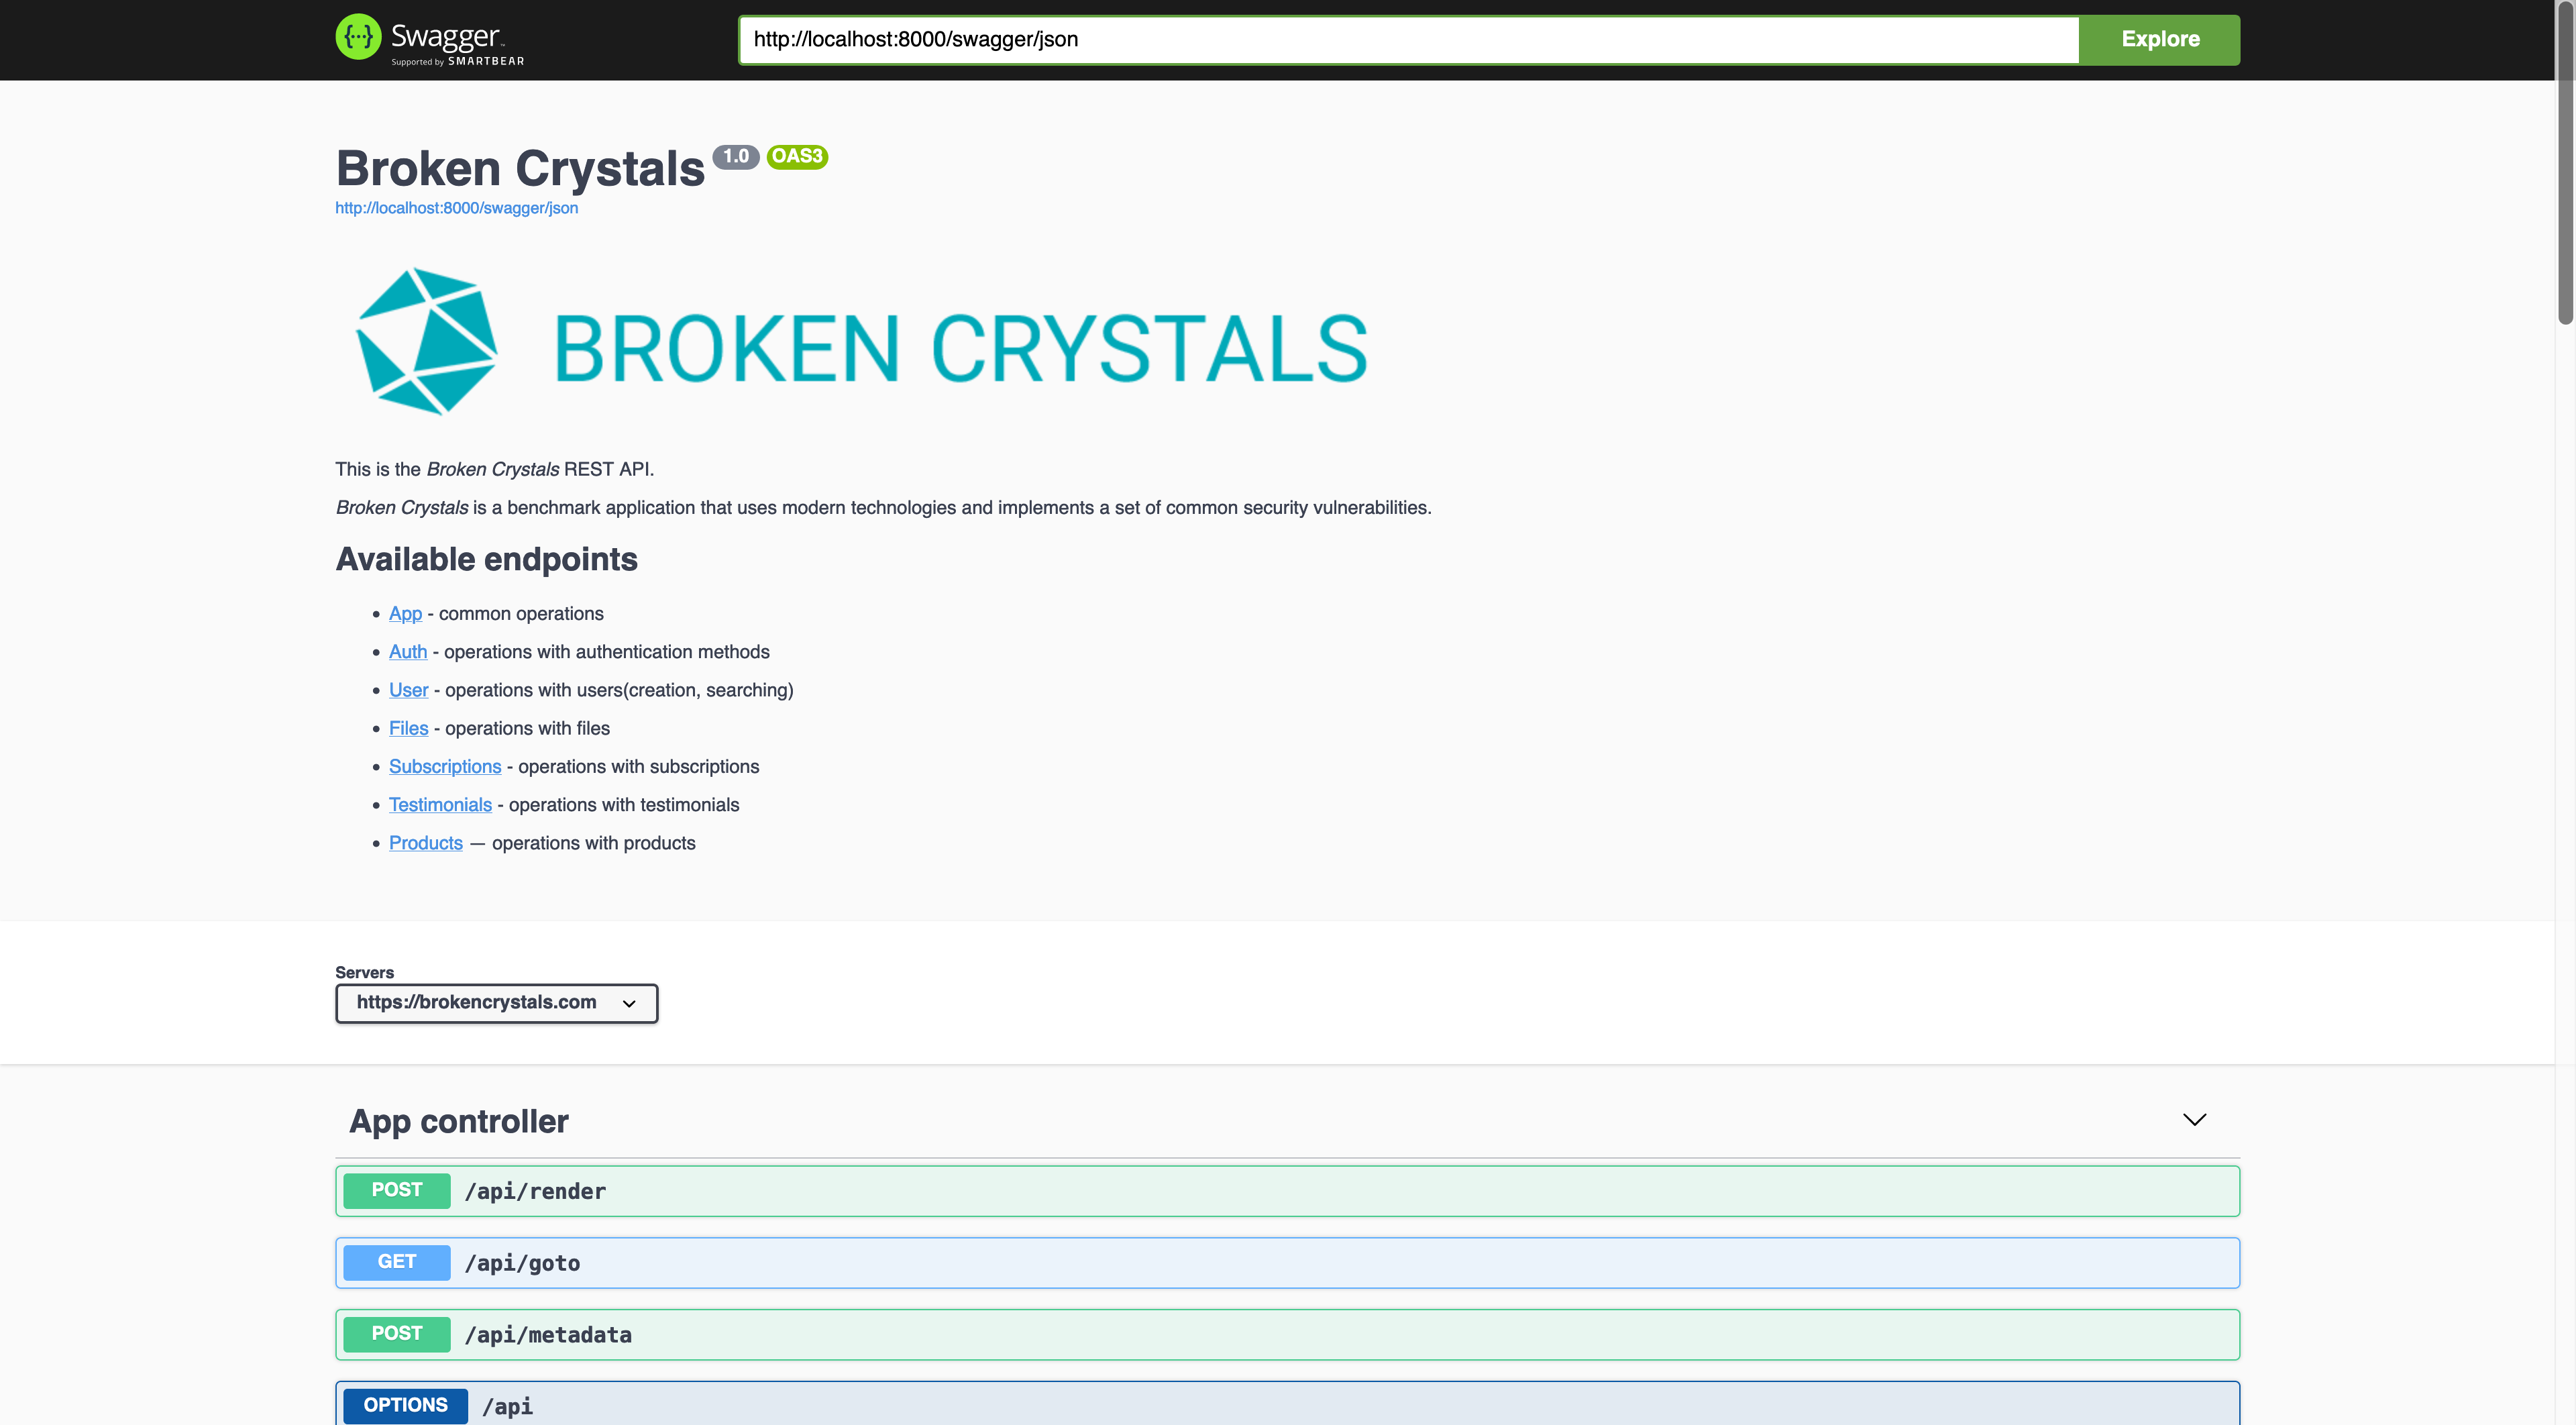 {···} Swagger™
Supported by SMARTBEAR
http://localhost:8000/swagger/json
Explore
Broken Crystals 1.0 OAS3
http://localhost:8000/swagger/json
BROKEN CRYSTALS
This is the Broken Crystals REST API.
Broken Crystals is a benchmark application that uses modern technologies and implements a set of common security vulnerabilities.
Available endpoints
• App - common operations
• Auth - operations with authentication methods
• User - operations with users(creation, searching)
• Files - operations with files
• Subscriptions - operations with subscriptions
• Testimonials - operations with testimonials
• Products — operations with products
Servers
https://brokencrystals.com
App controller
POST /api/render
GET /api/goto
POST /api/metadata
OPTIONS /api